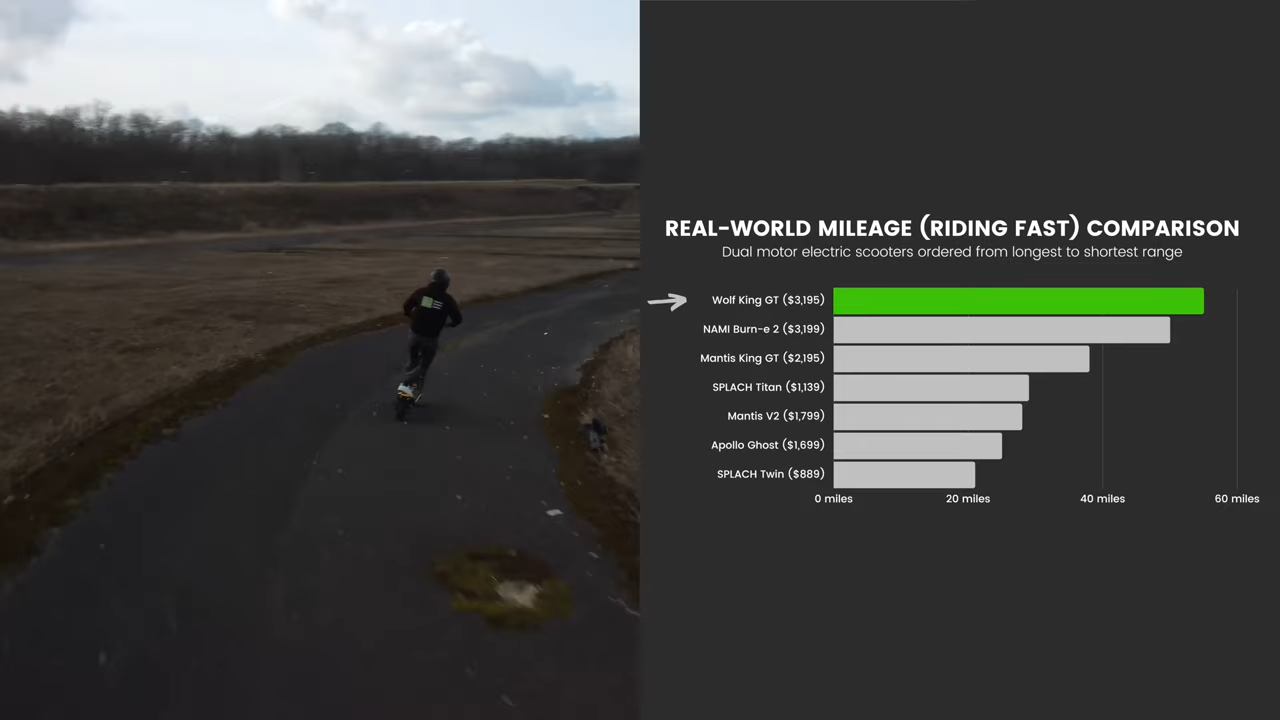 REAL-WORLD MILEAGE (RIDING FAST) COMPARISON
Dual motor electric scooters ordered from longest to shortest range
Wolf King GT ($3,195)
NAMI Burn-e 2 ($3,199)
Mantis King GT ($2,195)
SPLACH Titan ($1,139)
Mantis V2 ($1,799)
Apollo Ghost ($1,699)
SPLACH Twin ($889)
0 miles 20 miles 40 miles 60 miles